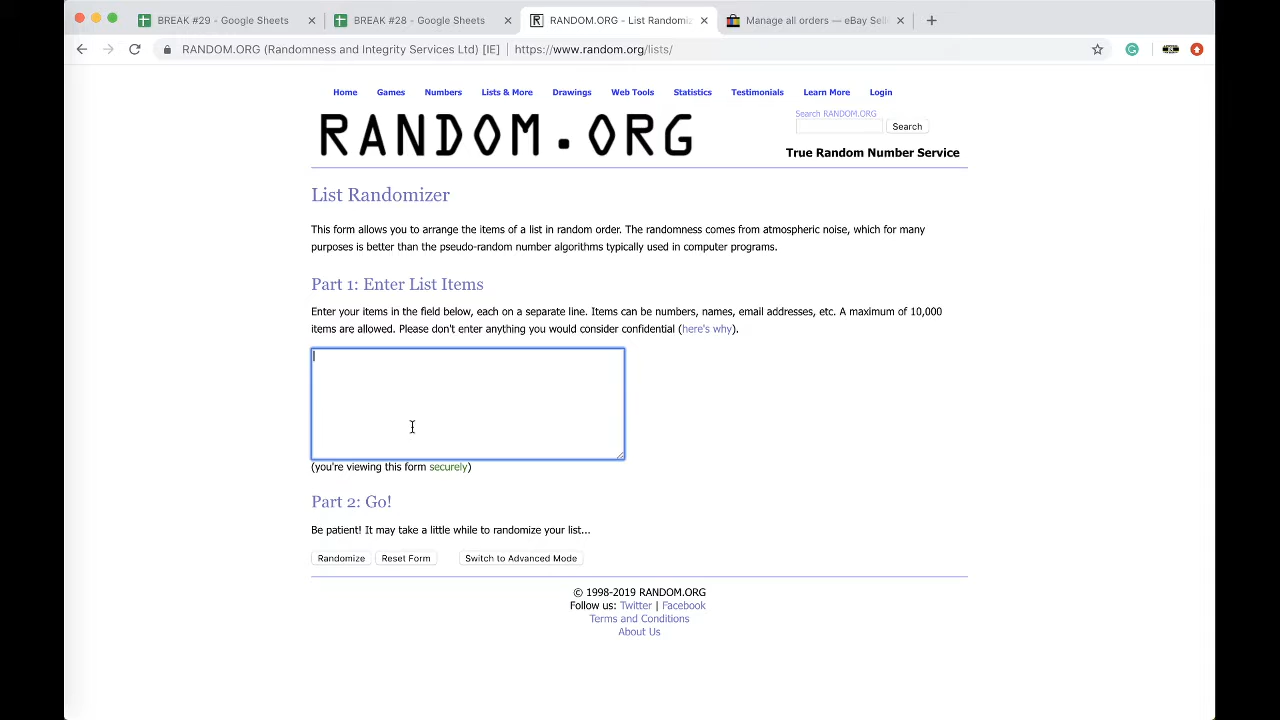 BREAK #29 - Google Sheets
BREAK #28 - Google Sheets
RANDOM.ORG - List Randomiz
Manage all orders — eBay Sell
RANDOM.ORG (Randomness and Integrity Services Ltd) [IE] | https://www.random.org/lists/
Home Games Numbers Lists & More Drawings Web Tools Statistics Testimonials Learn More Login
RANDOM.ORG
Search RANDOM.ORG
Search
True Random Number Service
List Randomizer
This form allows you to arrange the items of a list in random order. The randomness comes from atmospheric noise, which for many
purposes is better than the pseudo-random number algorithms typically used in computer programs.
Part 1: Enter List Items
Enter your items in the field below, each on a separate line. Items can be numbers, names, email addresses, etc. A maximum of 10,000
items are allowed. Please don't enter anything you would consider confidential (here's why).
(you're viewing this form securely)
Part 2: Go!
Be patient! It may take a little while to randomize your list...
Randomize Reset Form Switch to Advanced Mode
© 1998-2019 RANDOM.ORG
Follow us: Twitter | Facebook
Terms and Conditions
About Us